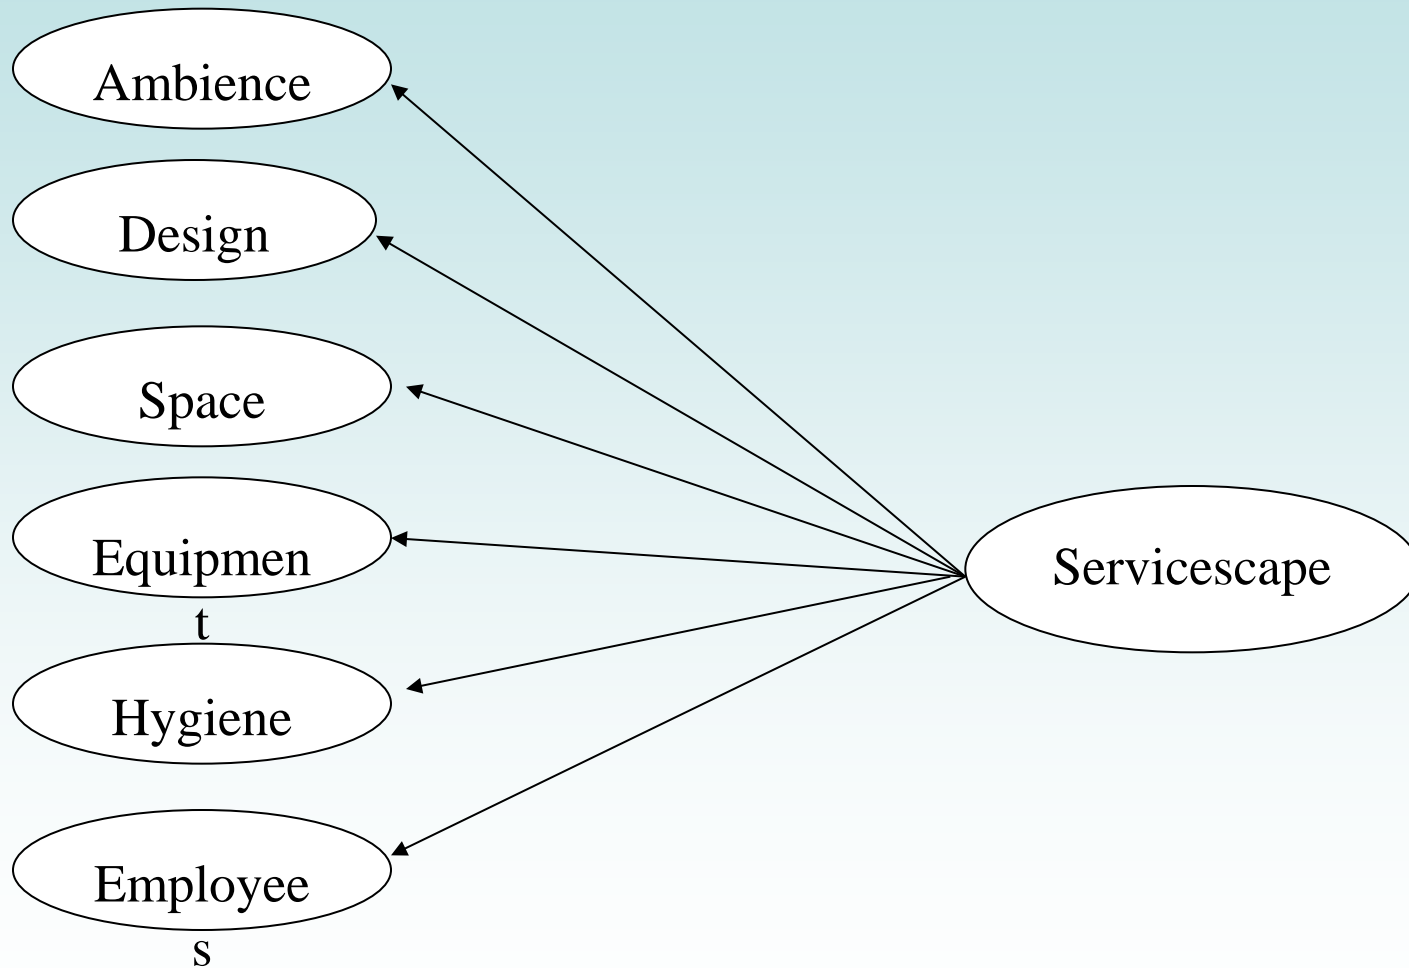 Ambience
Design
Space
Equipmen
t
Servicescape
Hygiene
Employee
s